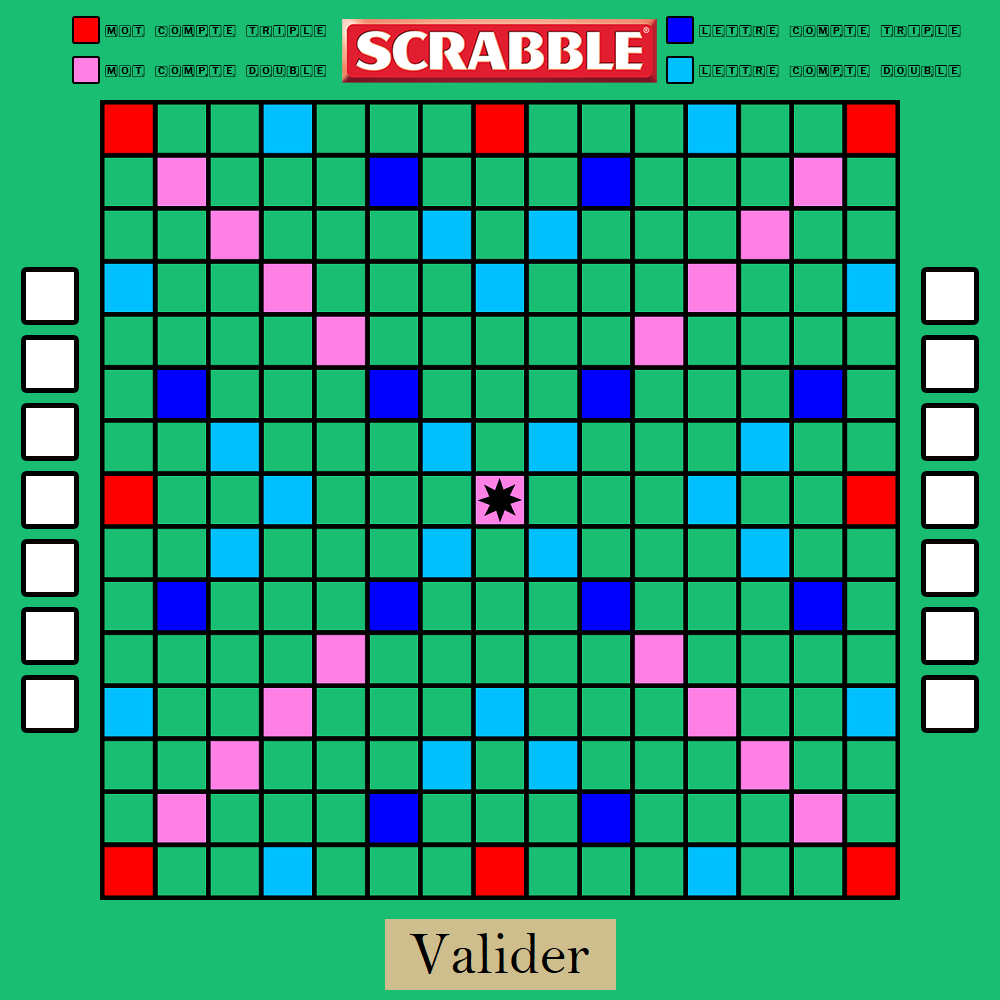 MOT COMPTE TRIPLE
SCRABBLE®
LETTRE COMPTE TRIPLE
MOT COMPTE DOUBLE
LETTRE COMPTE DOUBLE
Valider